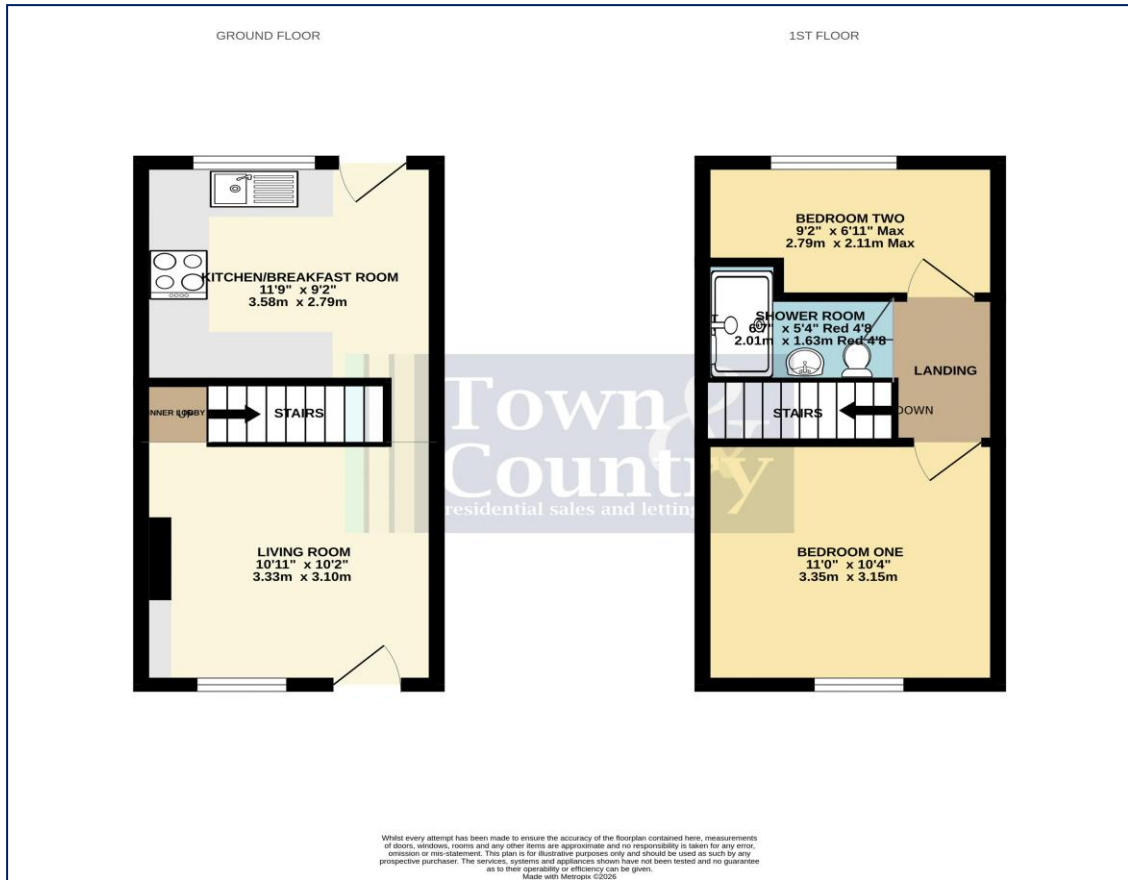 GROUND FLOOR
1ST FLOOR
KITCHEN/BREAKFAST ROOM
11'9" x 9'2"
3.58m x 2.79m
INNER LOBBY
UP
STAIRS
LIVING ROOM
10'11" x 10'2"
3.33m x 3.10m
BEDROOM TWO
9'2" x 6'11" Max
2.79m x 2.11m Max
SHOWER ROOM
6'7" x 5'4" Red 4'8
2.01m x 1.63m Red 4'8
LANDING
STAIRS
DOWN
BEDROOM ONE
11'0" x 10'4"
3.35m x 3.15m
Town &
Country
residential sales and letting
Whilst every attempt has been made to ensure the accuracy of the floorplan contained here, measurements
of doors, windows, rooms and any other items are approximate and no responsibility is taken for any error,
omission or mis-statement. This plan is for illustrative purposes only and should be used as such by any
prospective purchaser. The services, systems and appliances shown have not been tested and no guarantee
as to their operability or efficiency can be given.
Made with Metropix ©2026